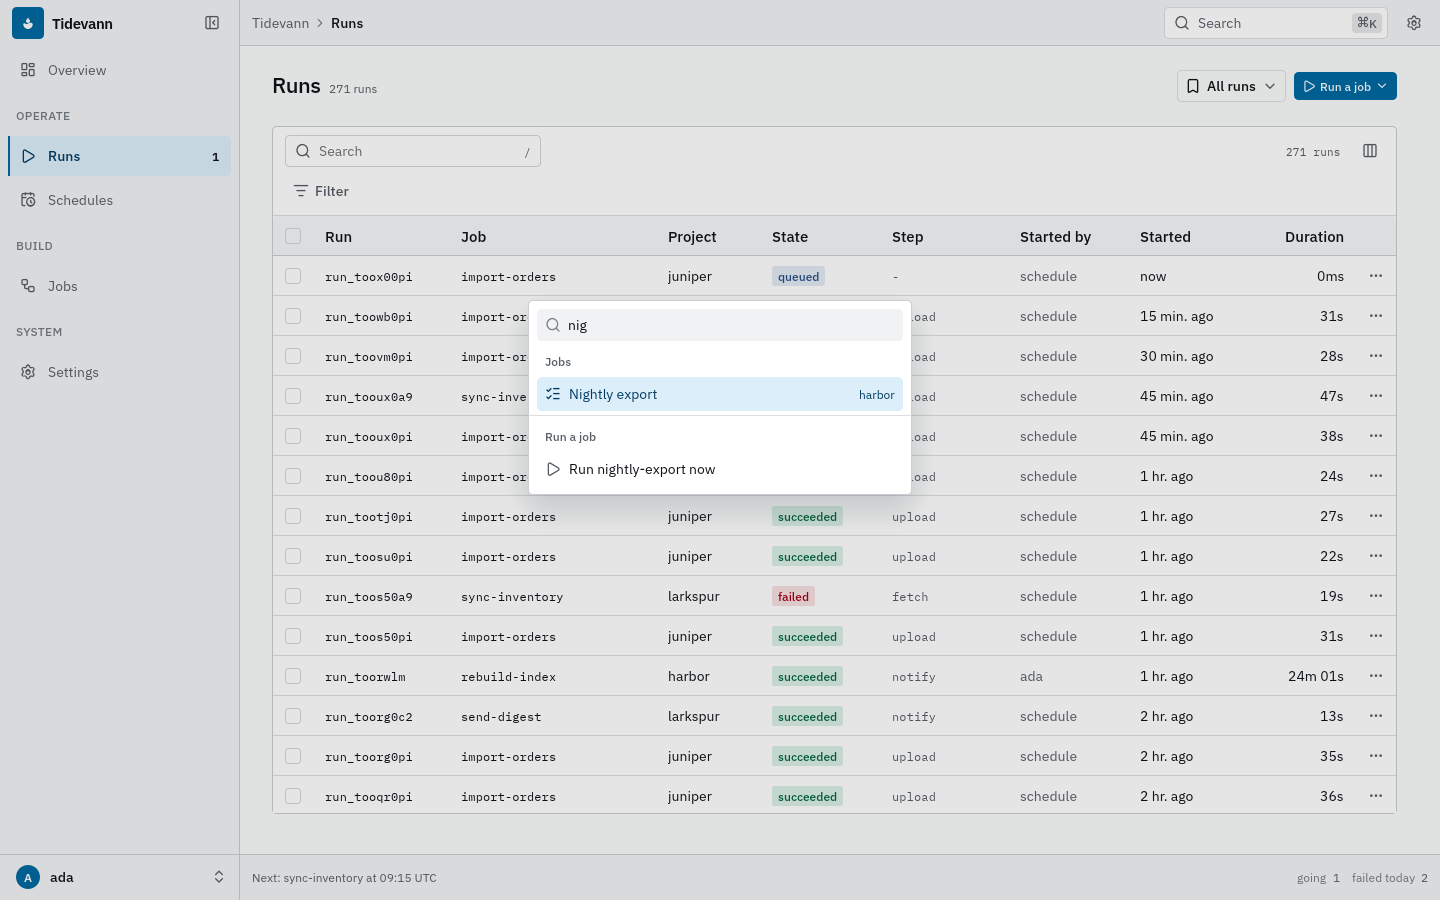 Tidevann
Overview
OPERATE
Runs 1
Schedules
BUILD
Jobs
SYSTEM
Settings
A ada
Tidevann > Runs
Search ⌘K
Runs 271 runs
All runs
Run a job
Search /
271 runs
Filter
Run Job Project State Step Started by Started Duration
run_toox00pi import-orders juniper queued - schedule now 0ms
run_toowb0pi import-or load schedule 15 min. ago 31s
run_toovm0pi import-or load schedule 30 min. ago 28s
run_tooux0a9 sync-inve load schedule 45 min. ago 47s
run_tooux0pi import-or load schedule 45 min. ago 38s
run_toou80pi import-or load schedule 1 hr. ago 24s
run_tootj0pi import-orders juniper succeeded upload schedule 1 hr. ago 27s
run_toosu0pi import-orders juniper succeeded upload schedule 1 hr. ago 22s
run_toos50a9 sync-inventory larkspur failed fetch schedule 1 hr. ago 19s
run_toos50pi import-orders juniper succeeded upload schedule 1 hr. ago 31s
run_toorwlm rebuild-index harbor succeeded notify ada 1 hr. ago 24m 01s
run_toorg0c2 send-digest larkspur succeeded notify schedule 2 hr. ago 13s
run_toorg0pi import-orders juniper succeeded upload schedule 2 hr. ago 35s
run_tooqr0pi import-orders juniper succeeded upload schedule 2 hr. ago 36s
nig
Jobs
Nightly export harbor
Run a job
Run nightly-export now
Next: sync-inventory at 09:15 UTC
going 1 failed today 2